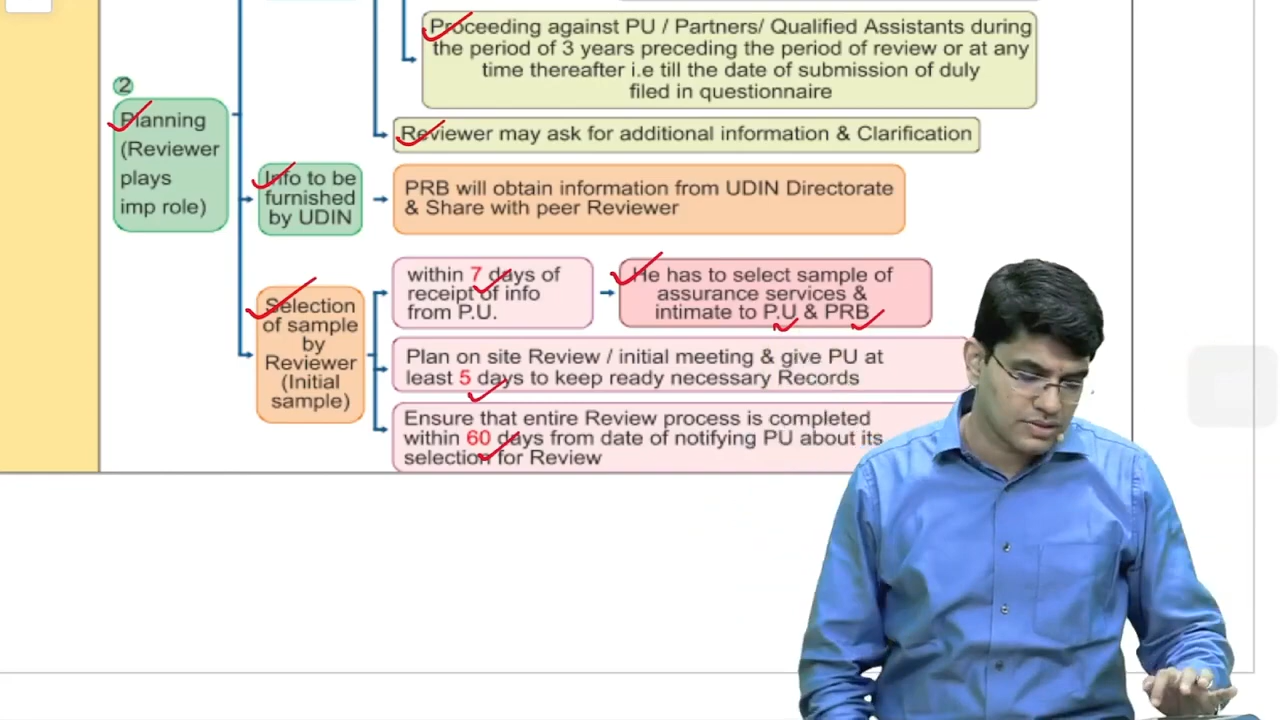 Proceeding against PU / Partners/ Qualified Assistants during
the period of 3 years preceding the period of review or at any
time thereafter i.e till the date of submission of duly
filed in questionnaire
2
Planning
(Reviewer
plays
imp role)
Reviewer may ask for additional information & Clarification
Info to be
furnished
by UDIN
PRB will obtain information from UDIN Directorate
& Share with peer Reviewer
Selection
of sample
by
Reviewer
(Initial
sample)
within 7 days of
receipt of info
from P.U.
He has to select sample of
assurance services &
intimate to P.U & PRB
Plan on site Review / initial meeting & give PU at
least 5 days to keep ready necessary Records
Ensure that entire Review process is completed
within 60 days from date of notifying PU about its
selection for Review